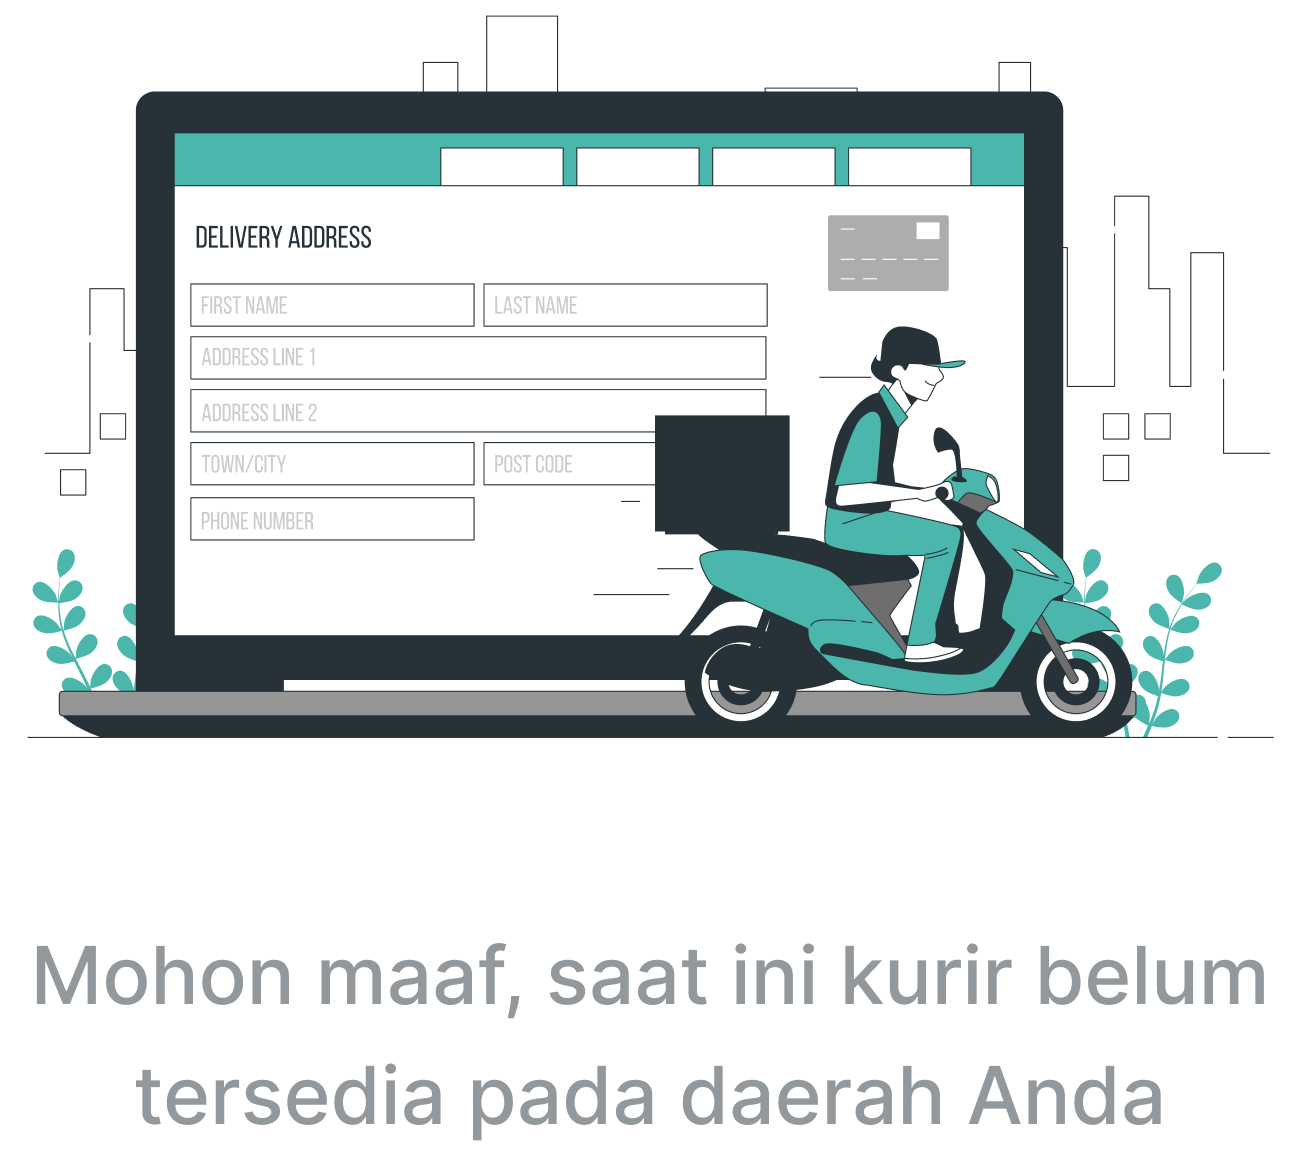 DELIVERY ADDRESS
FIRST NAME
LAST NAME
ADDRESS LINE 1
ADDRESS LINE 2
TOWN/CITY
POST CODE
PHONE NUMBER
Mohon maaf, saat ini kurir belum
tersedia pada daerah Anda